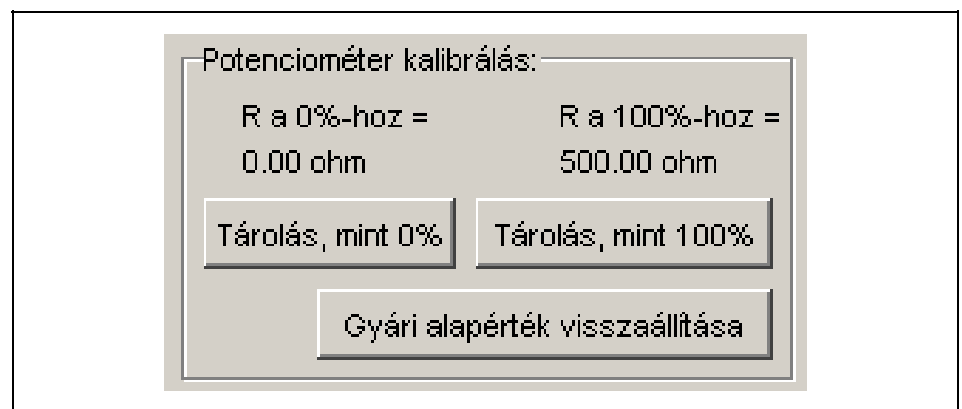 Potenciométer kalibrálás:
R a 0%-hoz = R a 100%-hoz =
0.00 ohm 500.00 ohm
Tárolás, mint 0% Tárolás, mint 100%
Gyári alapérték visszaállítása